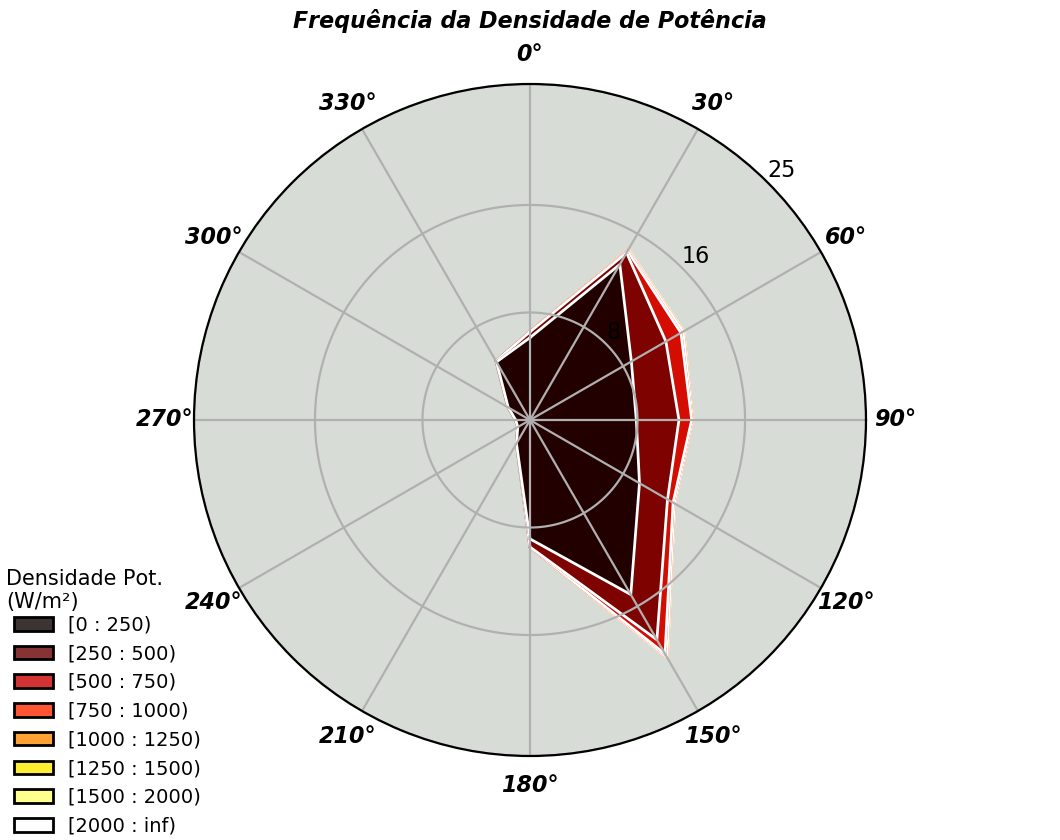 Frequência da Densidade de Potência
0°
330°
30°
25
300°
60°
16
8
270°
90°
240°
120°
210°
150°
180°
Densidade Pot.
(W/m²)
[0 : 250)
[250 : 500)
[500 : 750)
[750 : 1000)
[1000 : 1250)
[1250 : 1500)
[1500 : 2000)
[2000 : inf)